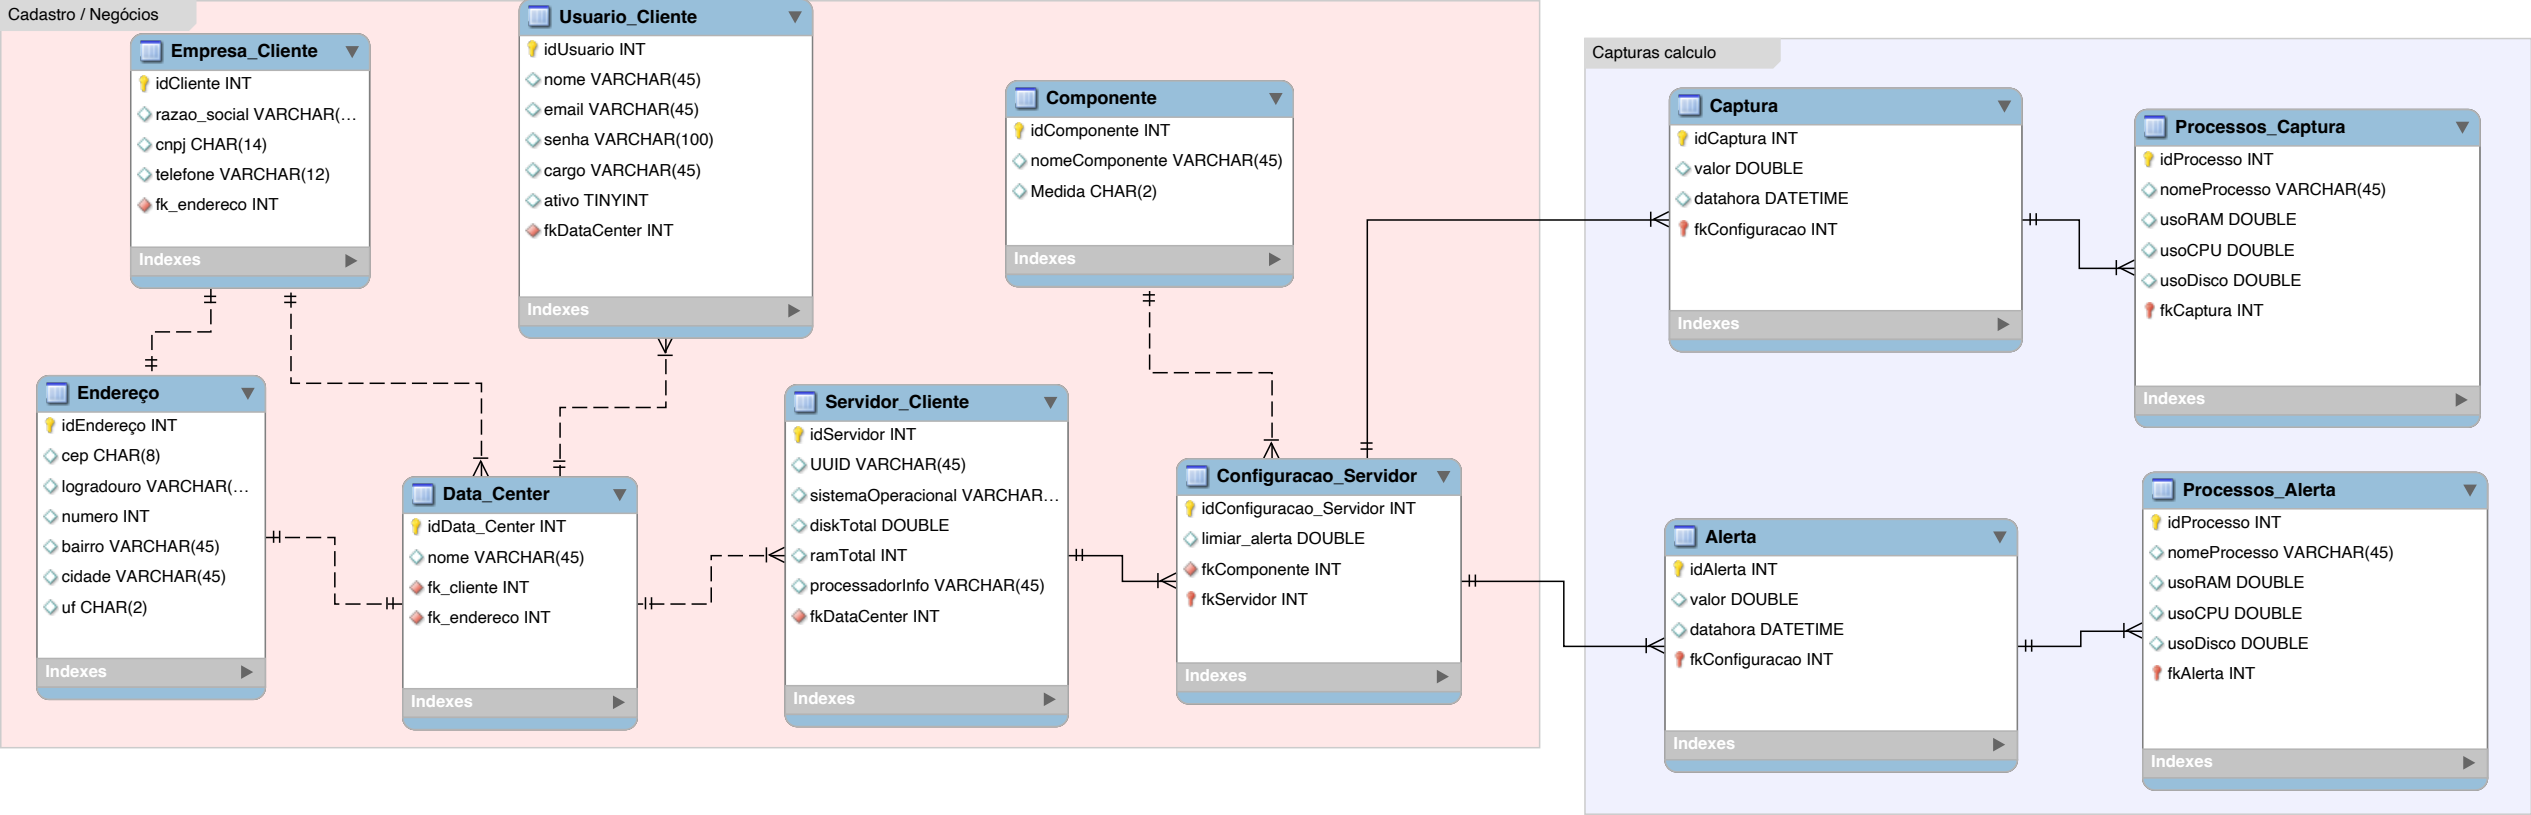 Cadastro / Negócios
Empresa_Cliente
idCliente INT
razao_social VARCHAR(...
cnpj CHAR(14)
telefone VARCHAR(12)
fk_endereco INT
Indexes
Usuario_Cliente
idUsuario INT
nome VARCHAR(45)
email VARCHAR(45)
senha VARCHAR(100)
cargo VARCHAR(45)
ativo TINYINT
fkDataCenter INT
Indexes
Componente
idComponente INT
nomeComponente VARCHAR(45)
Medida CHAR(2)
Indexes
Endereço
idEndereço INT
cep CHAR(8)
logradouro VARCHAR(...
numero INT
bairro VARCHAR(45)
cidade VARCHAR(45)
uf CHAR(2)
Indexes
Data_Center
idData_Center INT
nome VARCHAR(45)
fk_cliente INT
fk_endereco INT
Indexes
Servidor_Cliente
idServidor INT
UUID VARCHAR(45)
sistemaOperacional VARCHAR...
diskTotal DOUBLE
ramTotal INT
processadorInfo VARCHAR(45)
fkDataCenter INT
Indexes
Configuracao_Servidor
idConfiguracao_Servidor INT
limiar_alerta DOUBLE
fkComponente INT
fkServidor INT
Indexes
Capturas calculo
Captura
idCaptura INT
valor DOUBLE
datahora DATETIME
fkConfiguracao INT
Indexes
Processos_Captura
idProcesso INT
nomeProcesso VARCHAR(45)
usoRAM DOUBLE
usoCPU DOUBLE
usoDisco DOUBLE
fkCaptura INT
Indexes
Alerta
idAlerta INT
valor DOUBLE
datahora DATETIME
fkConfiguracao INT
Indexes
Processos_Alerta
idProcesso INT
nomeProcesso VARCHAR(45)
usoRAM DOUBLE
usoCPU DOUBLE
usoDisco DOUBLE
fkAlerta INT
Indexes